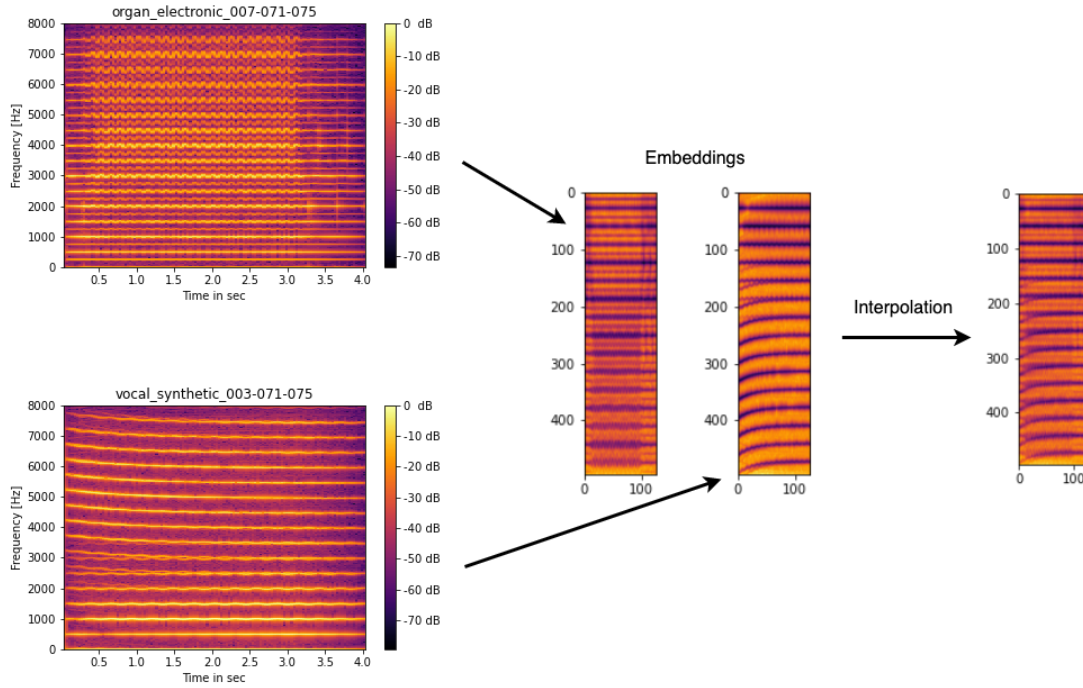 organ_electronic_007-071-075
8000
7000
6000
5000
4000
3000
2000
1000
0
Frequency [Hz]
0.5 1.0 1.5 2.0 2.5 3.0 3.5 4.0
Time in sec
0 dB
-0 dB
-10 dB
-20 dB
-30 dB
-40 dB
-50 dB
-60 dB
-70 dB
Embeddings
0
100
200
300
400
0 100
0
100
200
300
400
0 100
Interpolation
0
100
200
300
400
0 100
vocal_synthetic_003-071-075
8000
7000
6000
5000
4000
3000
2000
1000
0
Frequency [Hz]
0.5 1.0 1.5 2.0 2.5 3.0 3.5 4.0
Time in sec
0 dB
-0 dB
-10 dB
-20 dB
-30 dB
-40 dB
-50 dB
-60 dB
-70 dB